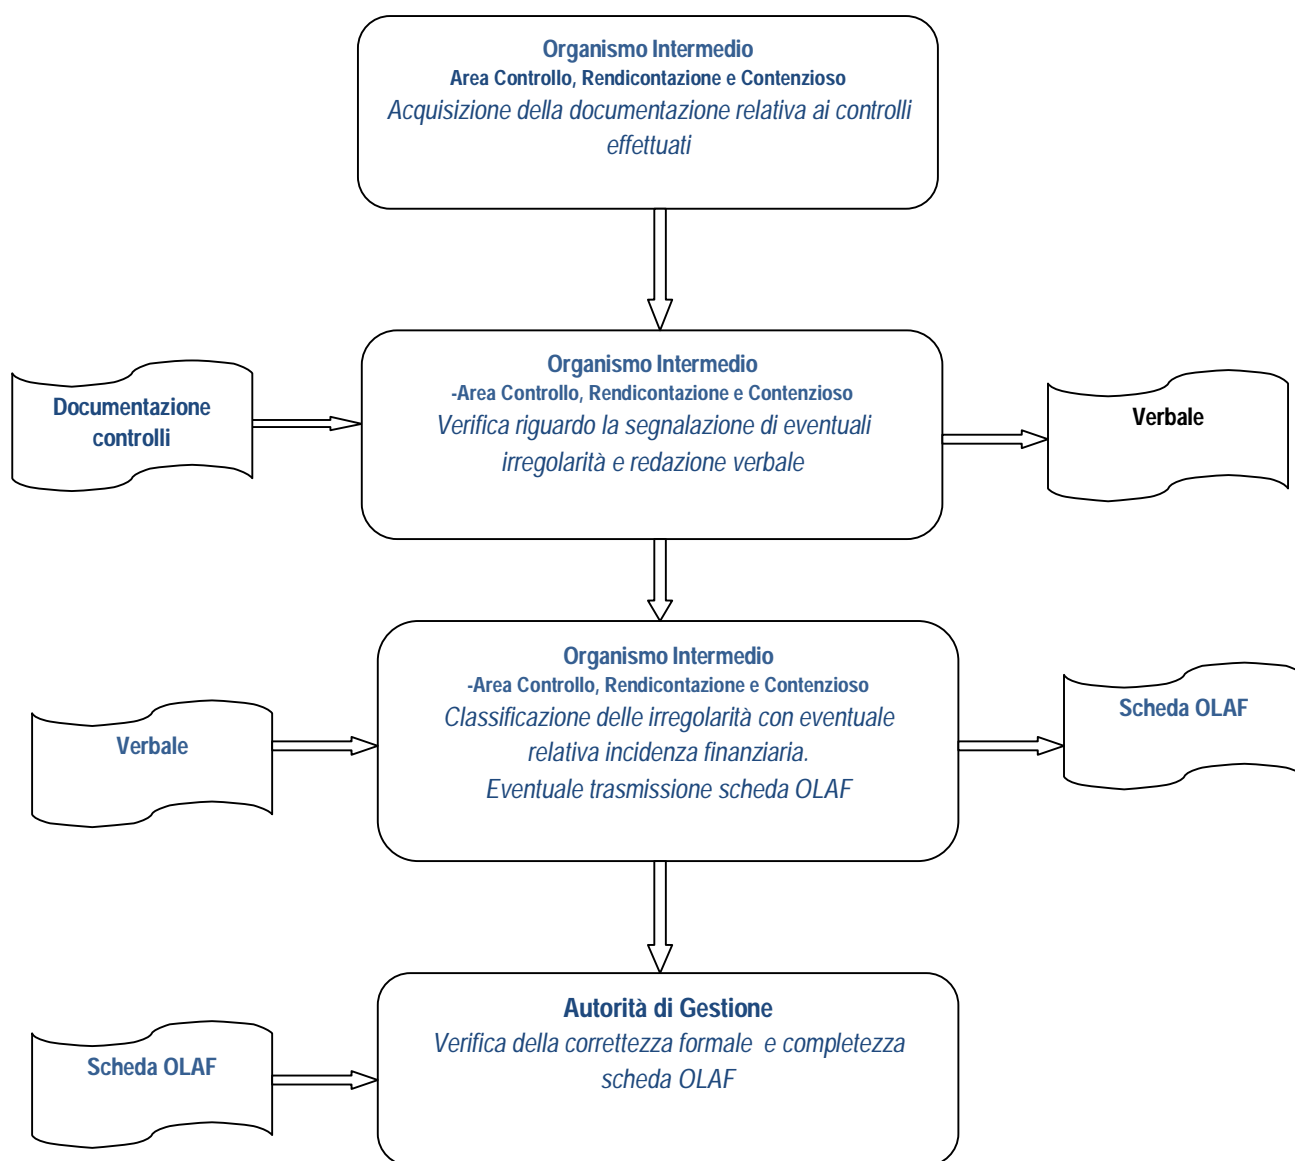 Organismo Intermedio
Area Controllo, Rendicontazione e Contenzioso
Acquisizione della documentazione relativa ai controlli
effettuati
Documentazione
controlli
Organismo Intermedio
-Area Controllo, Rendicontazione e Contenzioso
Verifica riguardo la segnalazione di eventuali
irregolarità e redazione verbale
Verbale
Verbale
Organismo Intermedio
-Area Controllo, Rendicontazione e Contenzioso
Classificazione delle irregolarità con eventuale
relativa incidenza finanziaria.
Eventuale trasmissione scheda OLAF
Scheda OLAF
Scheda OLAF
Autorità di Gestione
Verifica della correttezza formale  e completezza
scheda OLAF